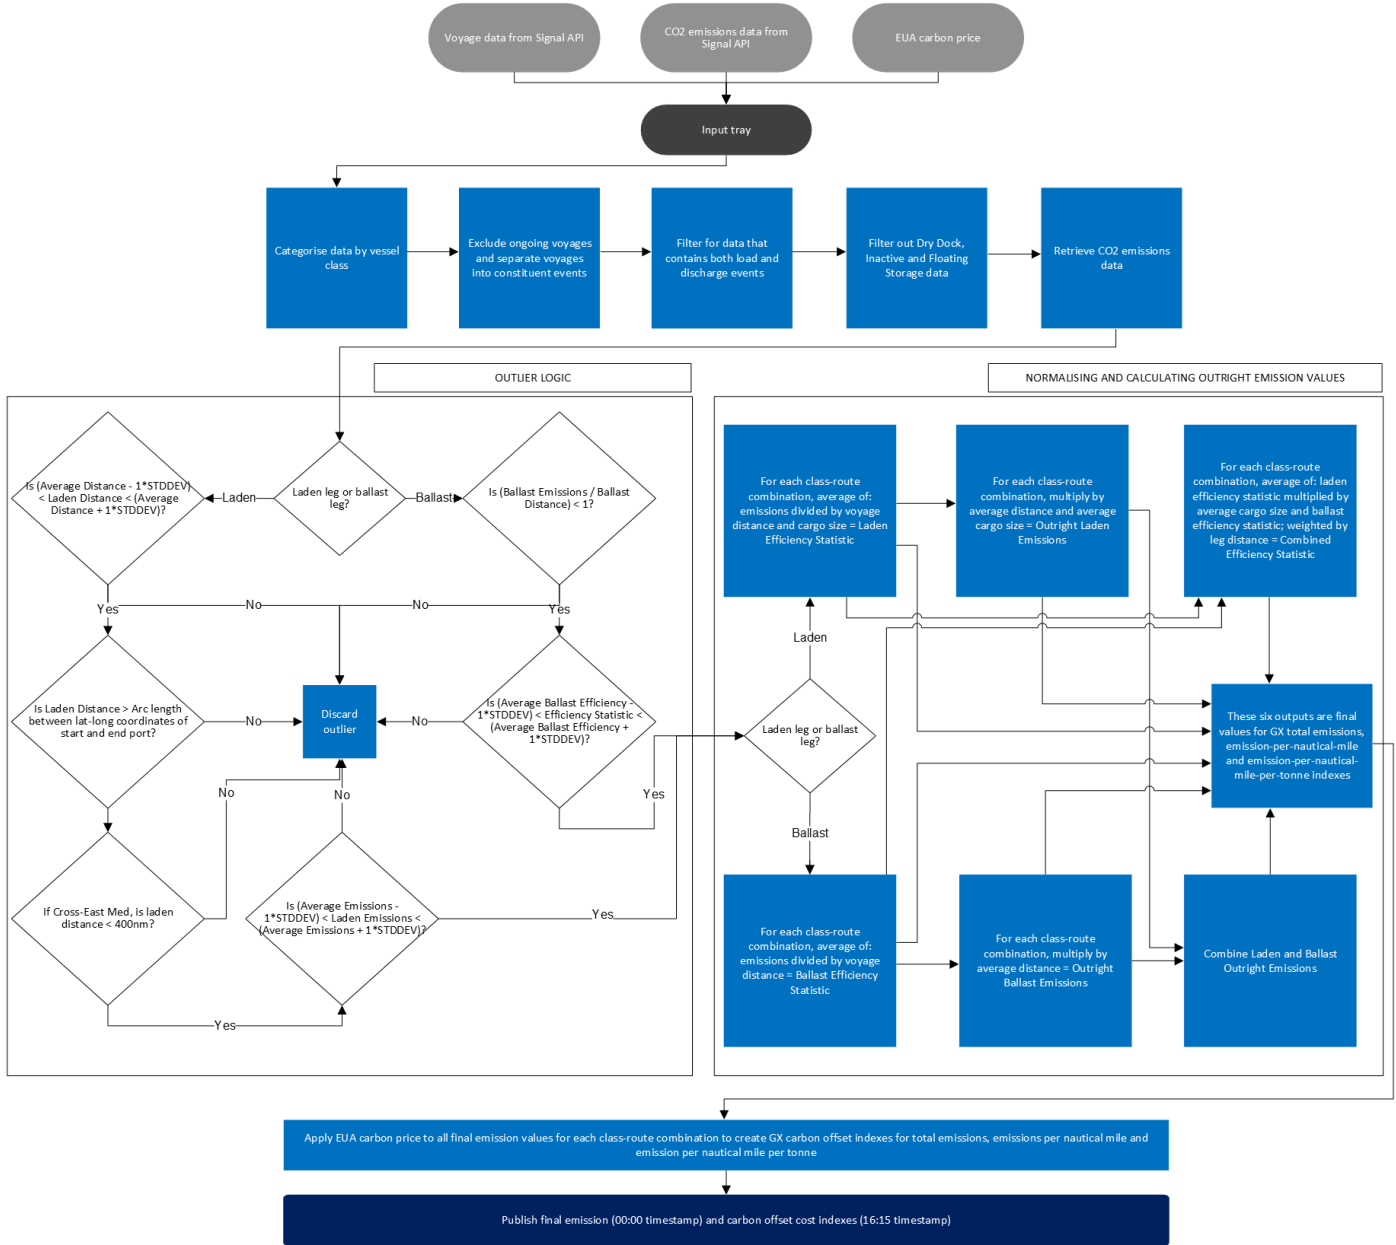 Voyage data from Signal API
CO2 emissions data from
Signal API
EUA carbon price
Input tray
Categorise data by vessel
class
Exclude ongoing voyages
and separate voyages
into constituent events
Filter for data that
contains both load and
discharge events
Filter out Dry Dock,
Inactive and Floating
Storage data
Retrieve CO2 emissions
data
OUTLIER LOGIC
Is (Average Distance - 1*STDDEV)
< Laden Distance < (Average
Distance + 1*STDDEV)?
Laden
Laden leg or ballast
leg?
Ballast
Is (Ballast Emissions / Ballast
Distance) < 1?
Yes
No
No
Yes
Is Laden Distance > Arc length
between lat-long coordinates of
start and end port?
No
Discard
outlier
No
Is (Average Ballast Efficiency -
1*STDDEV) < Efficiency Statistic <
(Average Ballast Efficiency +
1*STDDEV)?
Yes
No
No
If Cross-East Med, is laden
distance < 400nm?
Is (Average Emissions -
1*STDDEV) < Laden Emissions <
(Average Emissions + 1*STDDEV)?
Yes
Yes
NORMALISING AND CALCULATING OUTRIGHT EMISSION VALUES
For each class-route
combination, average of:
emissions divided by voyage
distance and cargo size = Laden
Efficiency Statistic
For each class-route
combination, multiply by
average distance and average
cargo size = Outright Laden
Emissions
For each class-route
combination, average of: laden
efficiency statistic multiplied by
average cargo size and ballast
efficiency statistic; weighted by
leg distance = Combined
Efficiency Statistic
Laden
Laden leg or ballast
leg?
Ballast
These six outputs are final
values for GX total emissions,
emission-per-nautical-mile
and emission-per-nautical-
mile-per-tonne indexes
For each class-route
combination, average of:
emissions divided by voyage
distance = Ballast Efficiency
Statistic
For each class-route
combination, multiply by
average distance = Outright
Ballast Emissions
Combine Laden and Ballast
Outright Emissions
Apply EUA carbon price to all final emission values for each class-route combination to create GX carbon offset indexes for total emissions, emissions per nautical mile and
emission per nautical mile per tonne
Publish final emission (00:00 timestamp) and carbon offset cost indexes (16:15 timestamp)